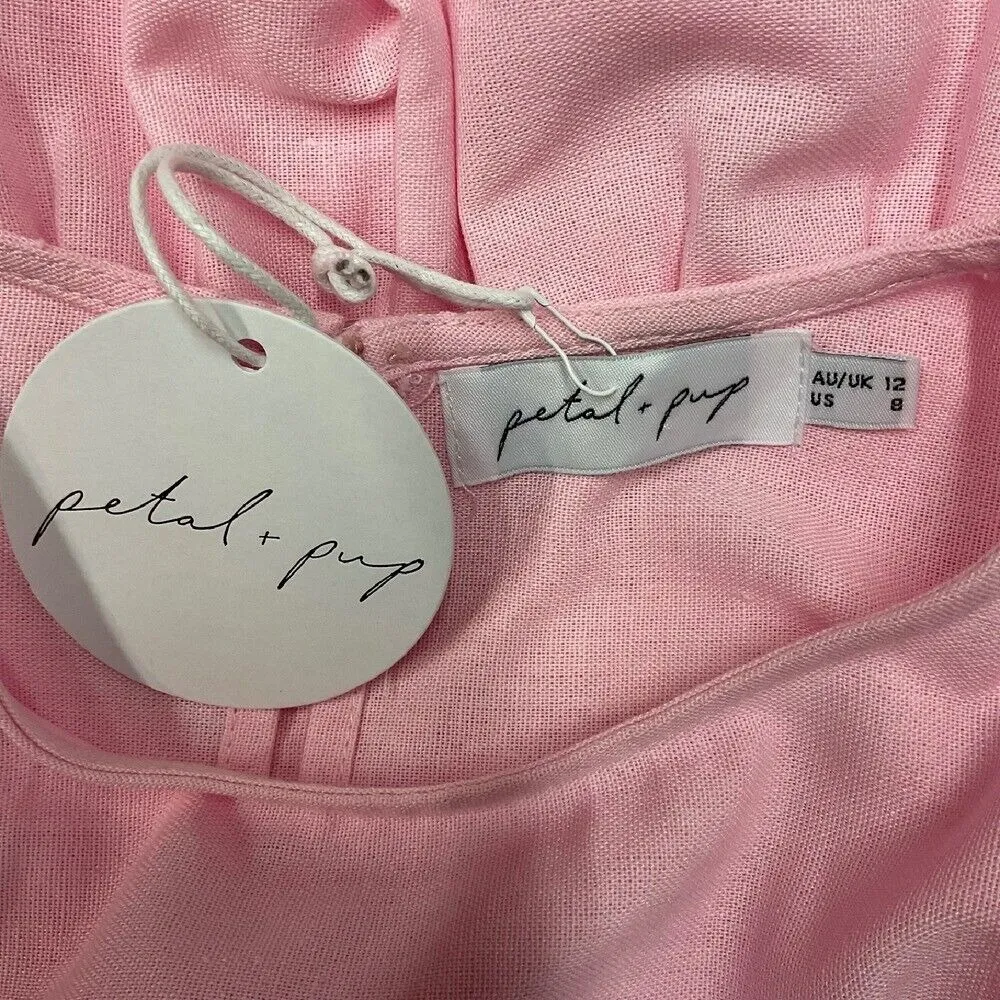 petal + pup
petal + pup
AU/UK 12
US 8